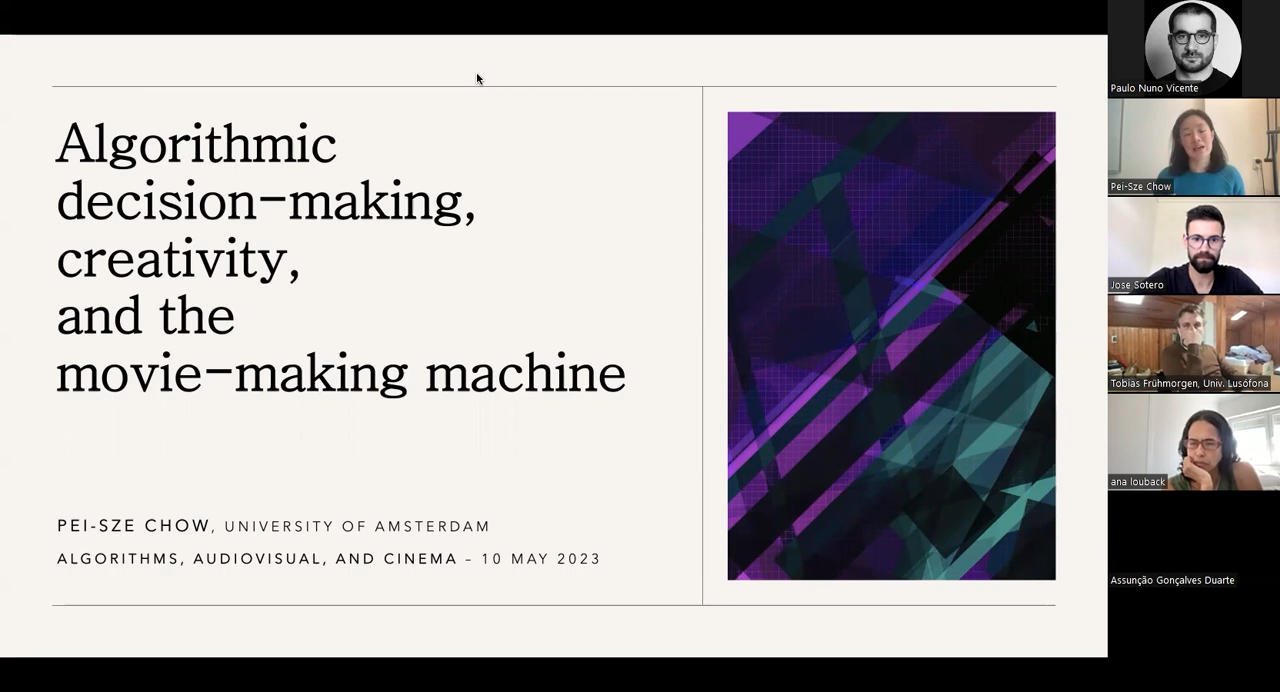 Algorithmic
decision-making,
creativity,
and the
movie-making machine
PEI-SZE CHOW, UNIVERSITY OF AMSTERDAM
ALGORITHMS, AUDIOVISUAL, AND CINEMA – 10 MAY 2023
Paulo Nuno Vicente
Pei-Sze Chow
Jose Sotero
Tobias Frühmorgen, Univ. Lusófona
ana louback
Assunção Gonçalves Duarte